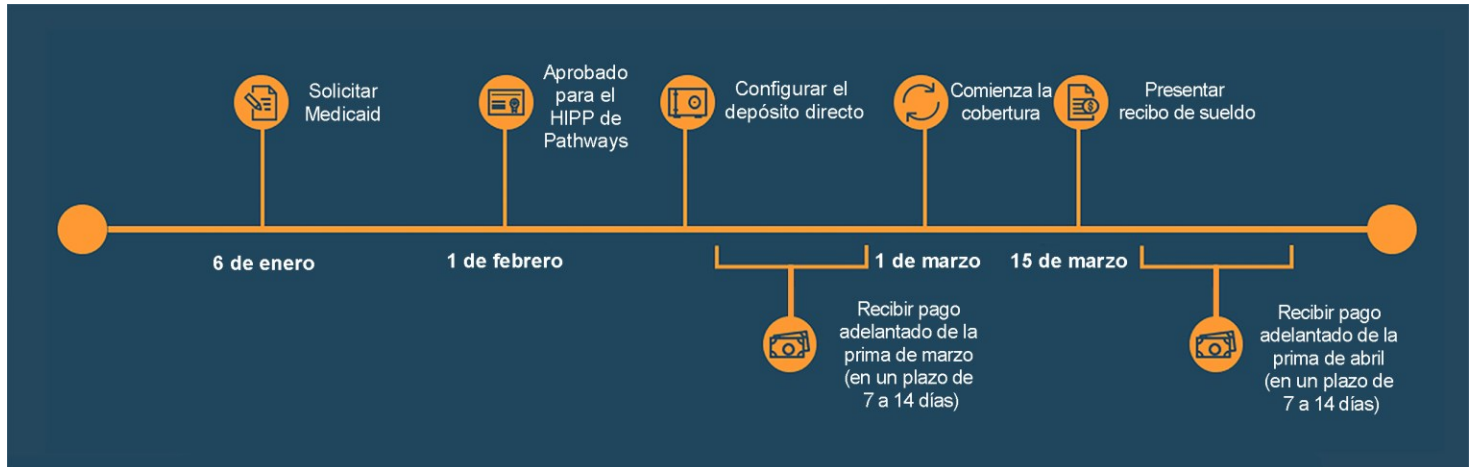 Solicitar
Medicaid
Aprobado
para el
HIPP de
Pathways
Configurar el
depósito directo
Comienza la
cobertura
Presentar
recibo de sueldo
6 de enero
1 de febrero
1 de marzo
15 de marzo
Recibir pago
adelantado de la
prima de marzo
(en un plazo de
7 a 14 días)
Recibir pago
adelantado de la
prima de abril
(en un plazo de
7 a 14 días)